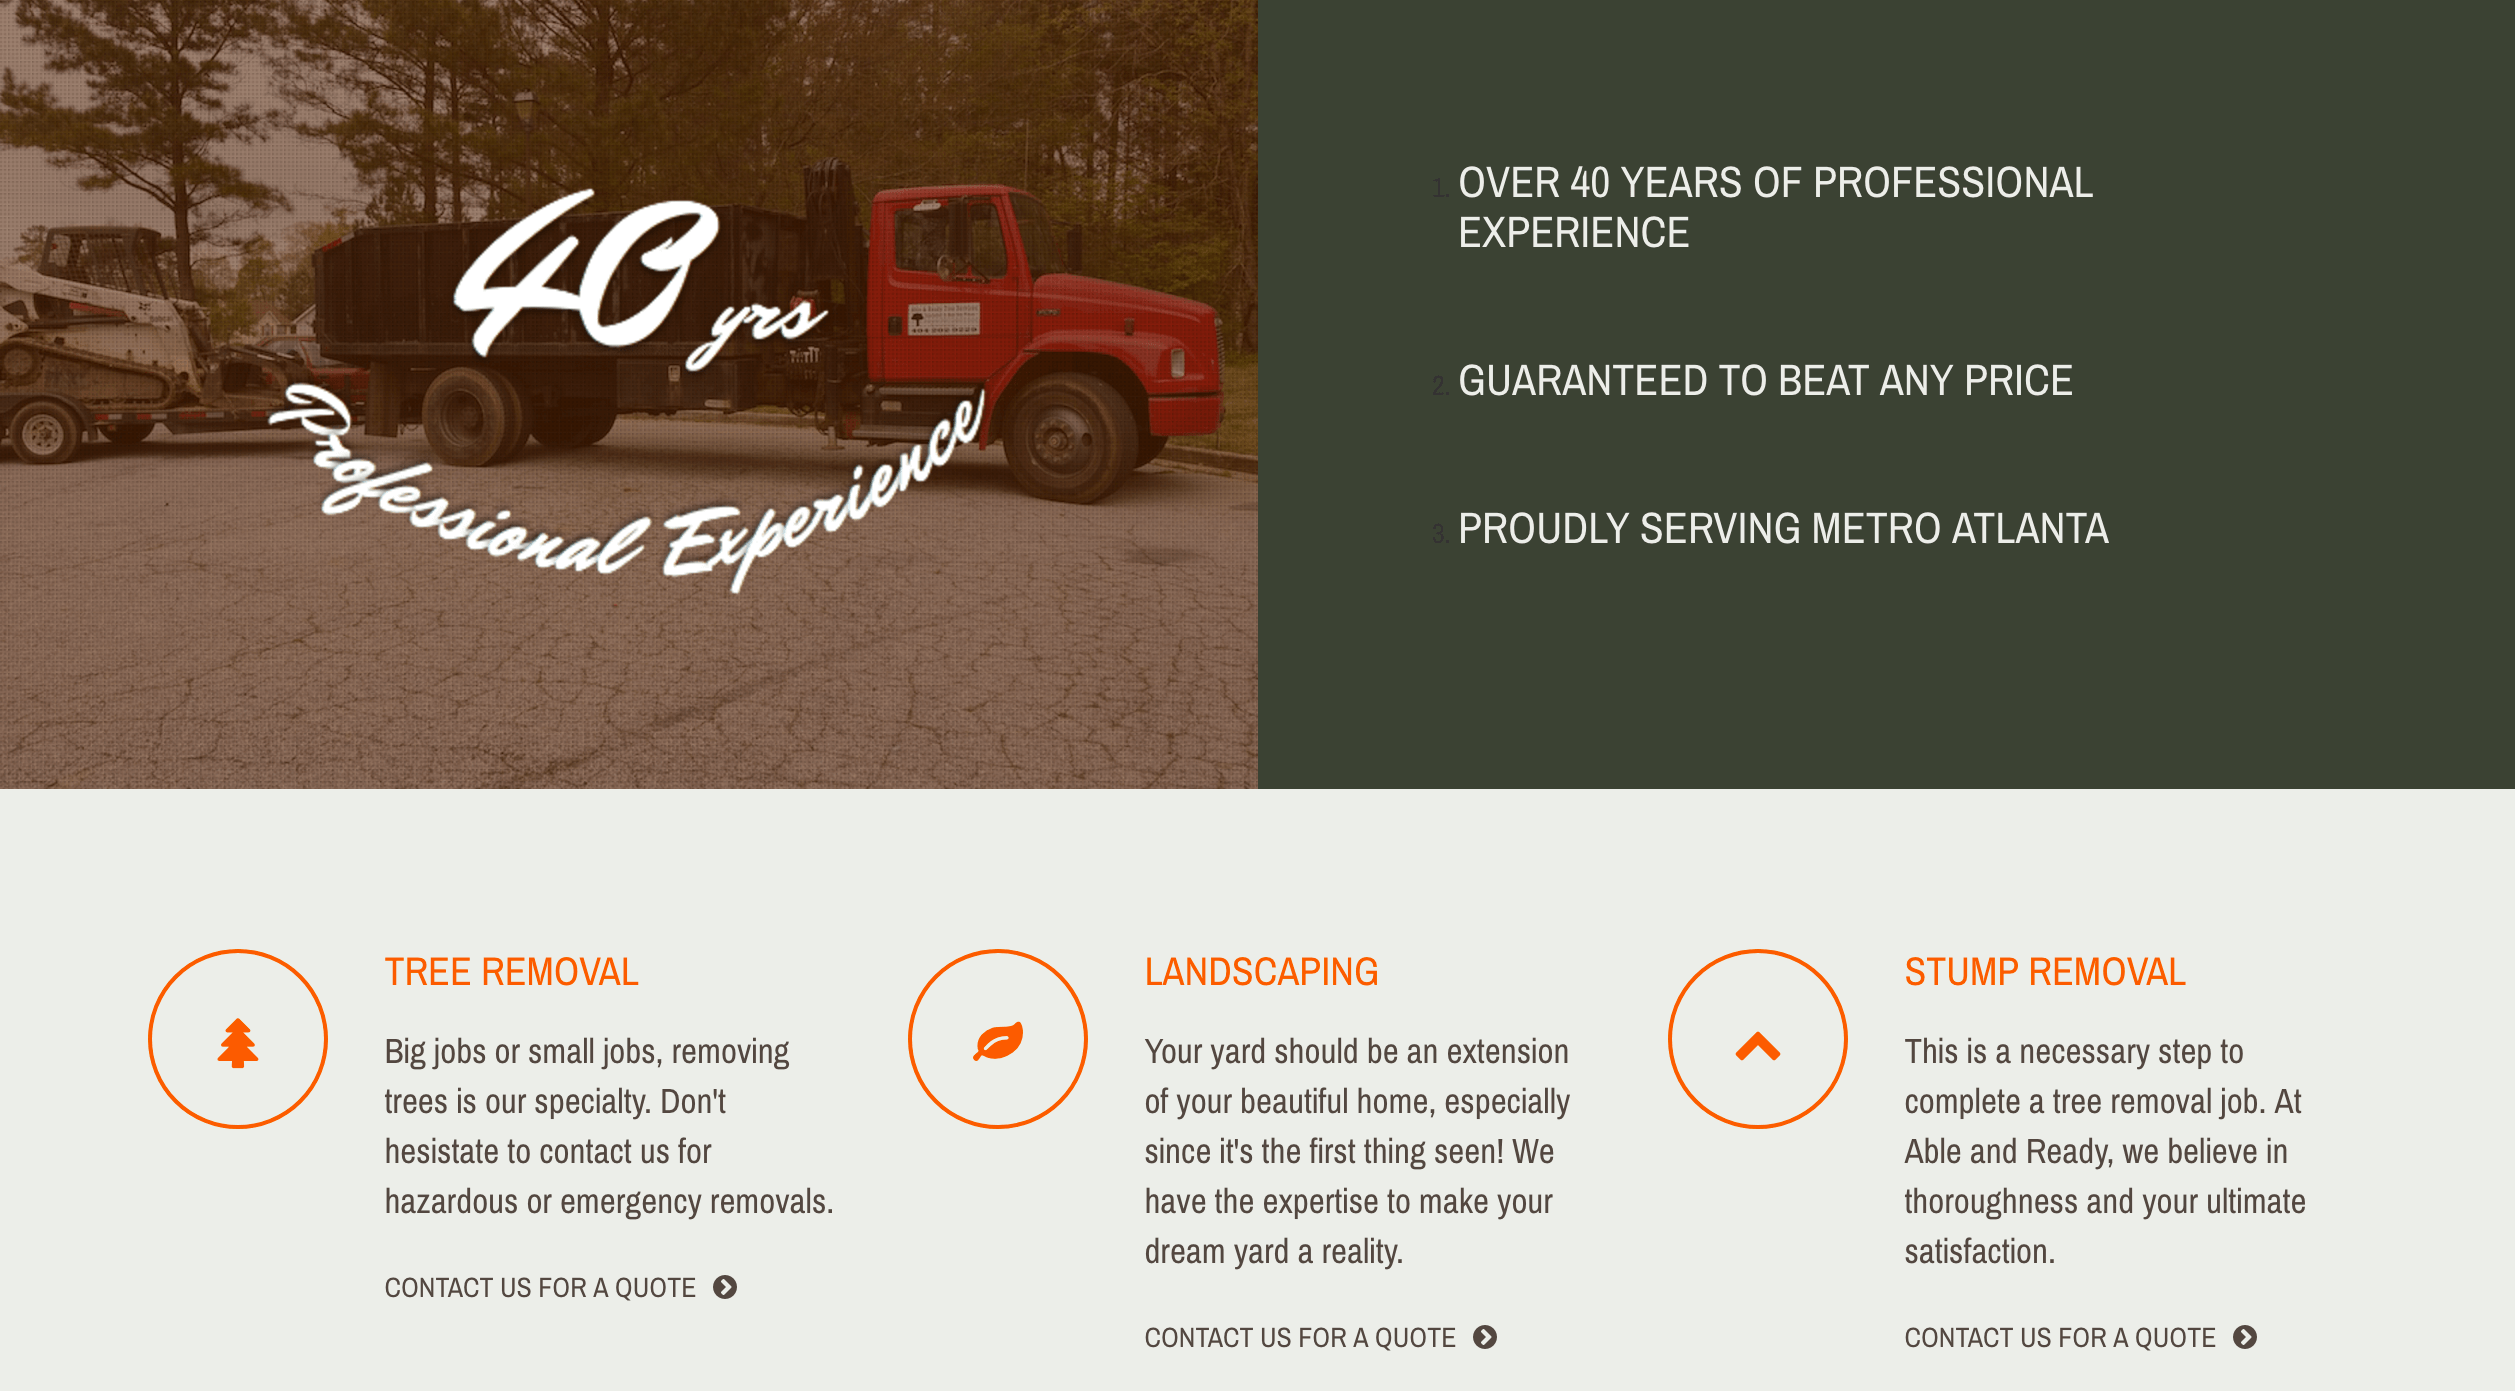 40 yrs
Professional Experience
1. OVER 40 YEARS OF PROFESSIONAL
EXPERIENCE
2. GUARANTEED TO BEAT ANY PRICE
3. PROUDLY SERVING METRO ATLANTA
TREE REMOVAL
Big jobs or small jobs, removing
trees is our specialty. Don't
hesistate to contact us for
hazardous or emergency removals.
CONTACT US FOR A QUOTE
LANDSCAPING
Your yard should be an extension
of your beautiful home, especially
since it's the first thing seen! We
have the expertise to make your
dream yard a reality.
CONTACT US FOR A QUOTE
STUMP REMOVAL
This is a necessary step to
complete a tree removal job. At
Able and Ready, we believe in
thoroughness and your ultimate
satisfaction.
CONTACT US FOR A QUOTE